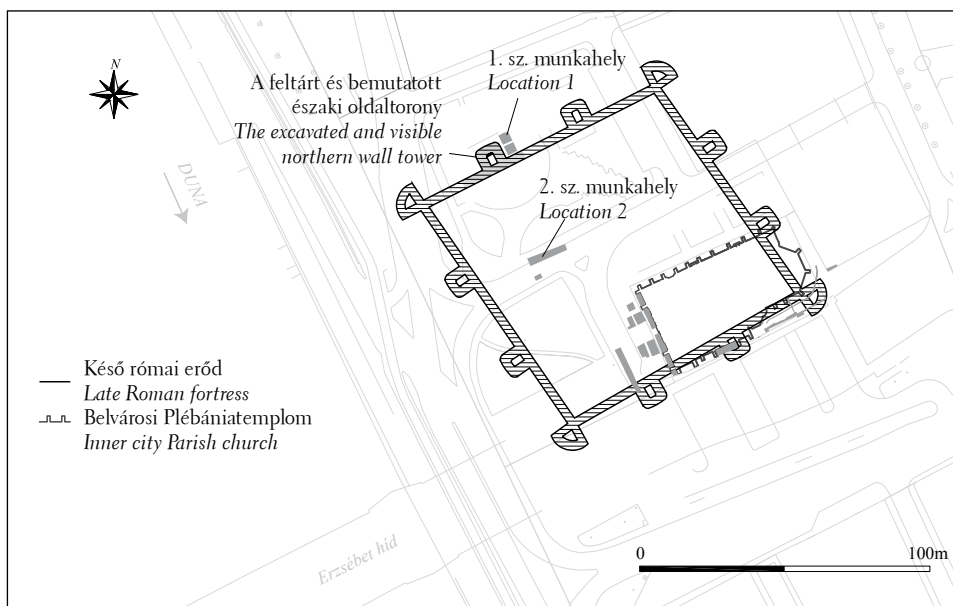 N
1. sz. munkahely
Location 1
A feltárt és bemutatott
északi oldaltorony
The excavated and visible
northern wall tower
DUNA
2. sz. munkahely
Location 2
Késő római erőd
Late Roman fortress
Belvárosi Plébániatemplom
Inner city Parish church
Erzsébet híd
0
100m